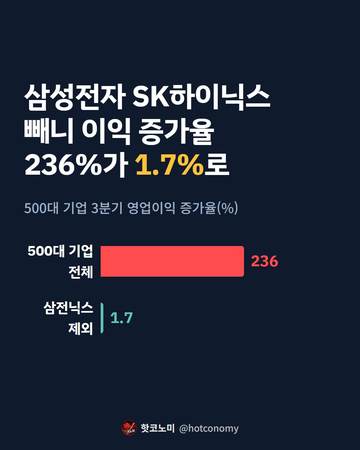 삼성전자 SK하이닉스
빼니 이익 증가율
236%가 1.7%로
500대 기업 3분기 영업이익 증가율(%)
500대 기업
전체
236
삼전닉스
제외
1.7
핫코노미 @hotconomy